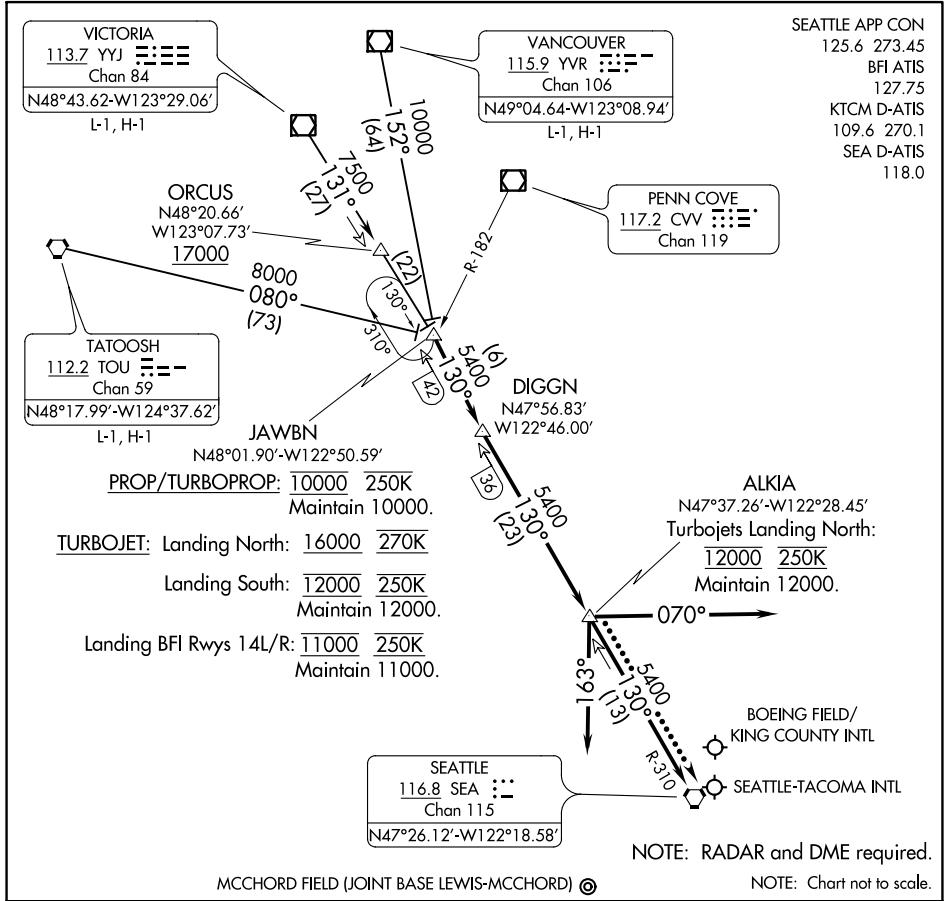 VICTORIA
113.7 YYJ
Chan 84
N48°43.62-W123°29.06'
L-1, H-1
VANCOUVER
115.9 YVR
Chan 106
N49°04.64-W123°08.94'
L-1, H-1
SEATTLE APP CON
125.6 273.45
BFI ATIS
127.75
KTCM D-ATIS
109.6 270.1
SEA D-ATIS
118.0
10000
152°
(64)
7500
131°
(27)
ORCUS
N48°20.66'
W123°07.73'
17000
PENN COVE
117.2 CVV
Chan 119
R-182
(22)
8000
080°
(73)
130°
310°
TATOOSH
112.2 TOU
Chan 59
N48°17.99'-W124°37.62'
L-1, H-1
(6)
5400
130°
42
DIGGN
N47°56.83'
W122°46.00'
JAWBN
N48°01.90'-W122°50.59'
PROP/TURBOPROP: 10000 250K
Maintain 10000.
TURBOJET: Landing North: 16000 270K
Landing South: 12000 250K
Maintain 12000.
Landing BFI Rwys 14L/R: 11000 250K
Maintain 11000.
36
5400
130°
(23)
ALKIA
N47°37.26'-W122°28.45'
Turbojets Landing North:
12000 250K
Maintain 12000.
070°
163°
5400
130°
(13)
R-310
BOEING FIELD/
KING COUNTY INTL
SEATTLE-TACOMA INTL
SEATTLE
116.8 SEA
Chan 115
N47°26.12'-W122°18.58'
NOTE: RADAR and DME required.
MCCHORD FIELD (JOINT BASE LEWIS-MCCHORD)
NOTE: Chart not to scale.